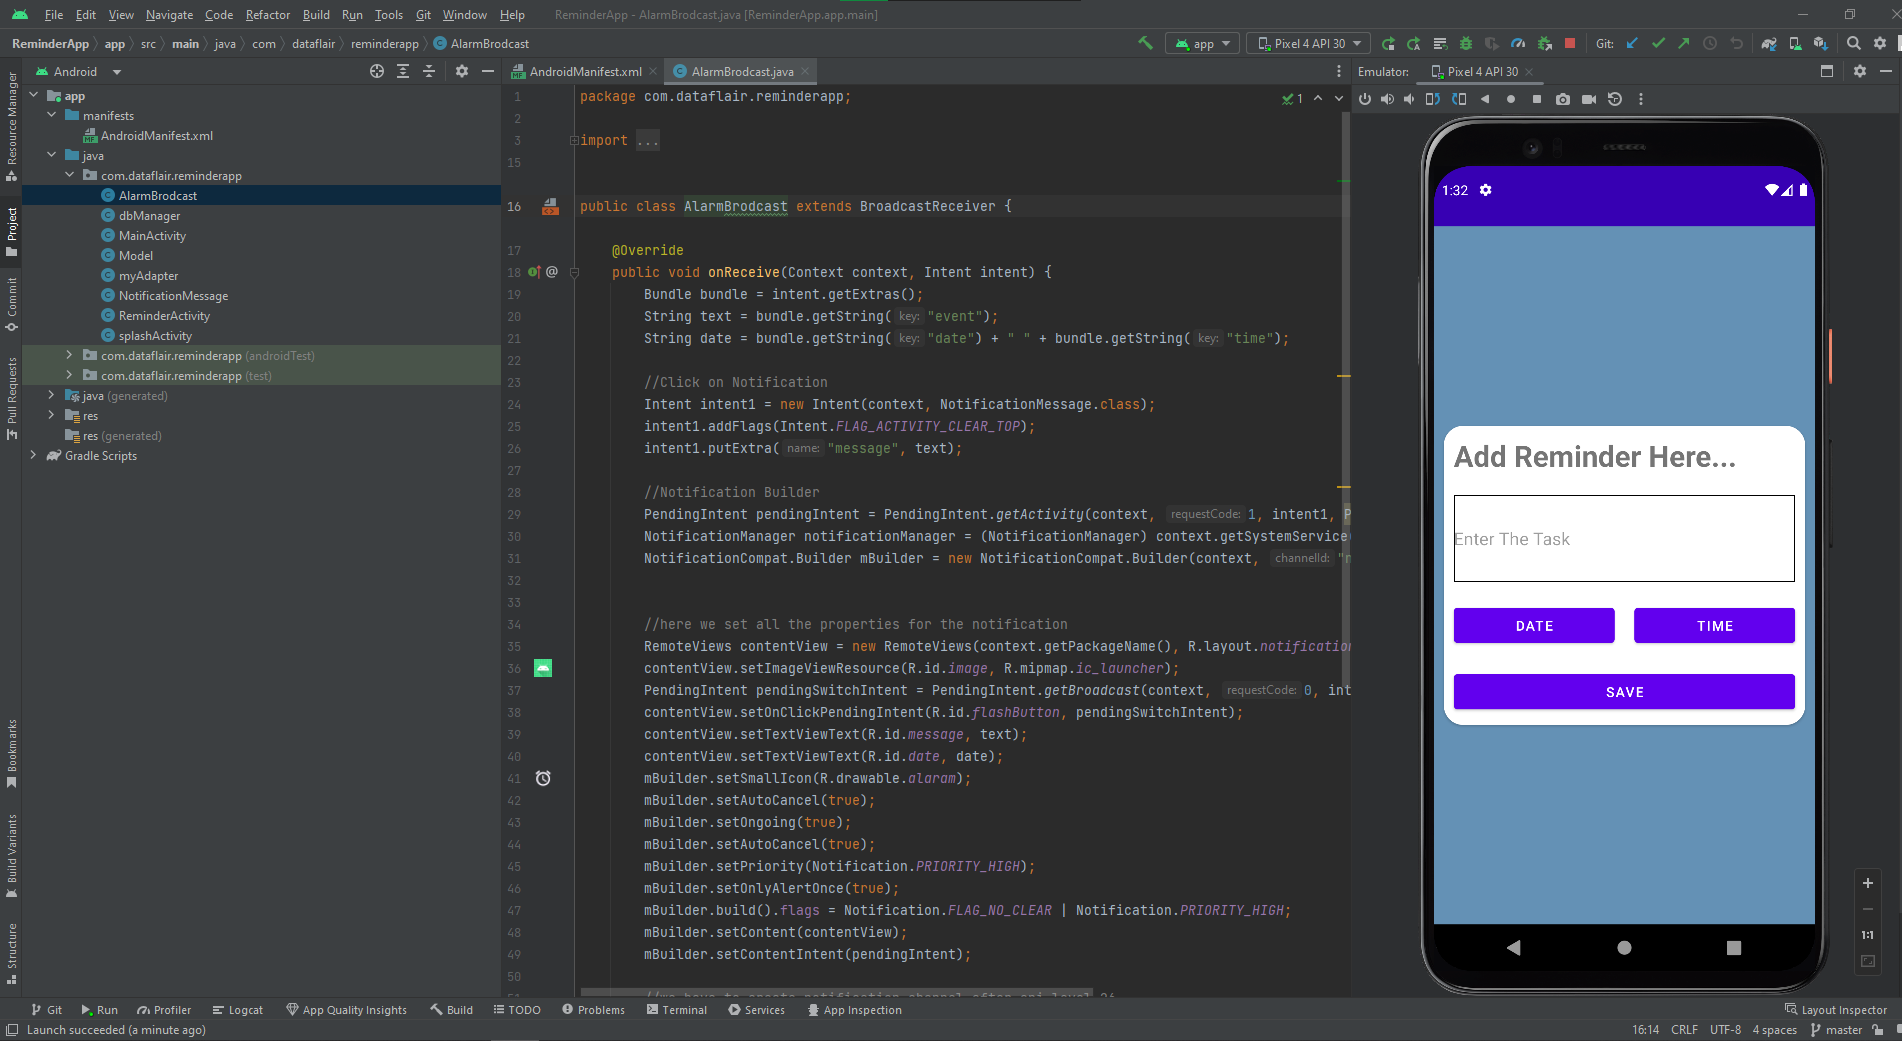 File Edit View Navigate Code Refactor Build Run Tools Git Window Help ReminderApp - AlarmBrodcast.java [ReminderApp.app.main]
ReminderApp app src main java com dataflair reminderapp AlarmBrodcast
app Pixel 4 API 30 Git:
Android
AndroidManifest.xml AlarmBrodcast.java
Emulator: Pixel 4 API 30
Resource Manager
Project
Commit
Pull Requests
Bookmarks
Build Variants
Structure
app
manifests
AndroidManifest.xml
java
com.dataflair.reminderapp
AlarmBrodcast
dbManager
MainActivity
Model
myAdapter
NotificationMessage
ReminderActivity
splashActivity
com.dataflair.reminderapp (androidTest)
com.dataflair.reminderapp (test)
java (generated)
res
res (generated)
Gradle Scripts
1 package com.dataflair.reminderapp; 1
2
3 import ...
15
16 public class AlarmBrodcast extends BroadcastReceiver {
17 @Override
18 @ public void onReceive(Context context, Intent intent) {
19 Bundle bundle = intent.getExtras();
20 String text = bundle.getString( key: "event");
21 String date = bundle.getString( key: "date") + " " + bundle.getString( key: "time");
22
23 //Click on Notification
24 Intent intent1 = new Intent(context, NotificationMessage.class);
25 intent1.addFlags(Intent.FLAG_ACTIVITY_CLEAR_TOP);
26 intent1.putExtra( name: "message", text);
27
28 //Notification Builder
29 PendingIntent pendingIntent = PendingIntent.getActivity(context, requestCode: 1, intent1, P
30 NotificationManager notificationManager = (NotificationManager) context.getSystemService(
31 NotificationCompat.Builder mBuilder = new NotificationCompat.Builder(context, channelId: "n
32
33
34 //here we set all the properties for the notification
35 RemoteViews contentView = new RemoteViews(context.getPackageName(), R.layout.notification
36 contentView.setImageViewResource(R.id.image, R.mipmap.ic_launcher);
37 PendingIntent pendingSwitchIntent = PendingIntent.getBroadcast(context, requestCode: 0, int
38 contentView.setOnClickPendingIntent(R.id.flashButton, pendingSwitchIntent);
39 contentView.setTextViewText(R.id.message, text);
40 contentView.setTextViewText(R.id.date, date);
41 mBuilder.setSmallIcon(R.drawable.alaram);
42 mBuilder.setAutoCancel(true);
43 mBuilder.setOngoing(true);
44 mBuilder.setAutoCancel(true);
45 mBuilder.setPriority(Notification.PRIORITY_HIGH);
46 mBuilder.setOnlyAlertOnce(true);
47 mBuilder.build().flags = Notification.FLAG_NO_CLEAR | Notification.PRIORITY_HIGH;
48 mBuilder.setContent(contentView);
49 mBuilder.setContentIntent(pendingIntent);
50
1:32
Add Reminder Here...
Enter The Task
DATE TIME
SAVE
1:1
Git Run Profiler Logcat App Quality Insights Build TODO Problems Terminal Services App Inspection Layout Inspector
Launch succeeded (a minute ago) 16:14 CRLF UTF-8 4 spaces master